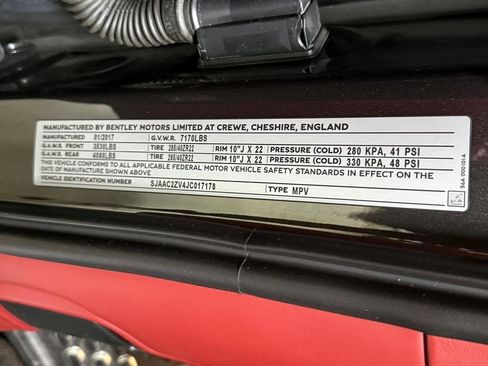 MANUFACTURED BY BENTLEY MOTORS LIMITED AT CREWE, CHESHIRE, ENGLAND
MANUFACTURED 01/2017 G.V.W.R. 7170LBS
G.A.W.R. FRONT 3530LBS TIRE 285/40ZR22 RIM 10"J X 22 PRESSURE (COLD) 280 KPA, 41 PSI
G.A.W.R. REAR 4080LBS TIRE 285/40ZR22 RIM 10"J X 22 PRESSURE (COLD) 330 KPA, 48 PSI
THIS VEHICLE CONFORMS TO ALL APPLICABLE FEDERAL MOTOR VEHICLE SAFETY STANDARDS IN EFFECT ON THE
DATE OF MANUFACTURE SHOWN ABOVE
VEHICLE IDENTIFICATION NUMBER SJAAC2ZV4JC017178 TYPE MPV
36A 000101A